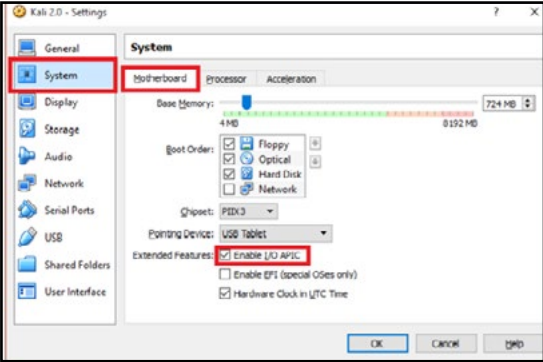 Kali 2.0 - Settings ? X
General
System
Display
Storage
Audio
Network
Serial Ports
USB
Shared Folders
User Interface
System
Motherboard Processor Acceleration
Base Memory: 724 MB
4 MB 8192 MB
Boot Order: Floppy
Optical
Hard Disk
Network
Chipset: PIIX3
Pointing Device: USB Tablet
Extended Features: Enable I/O APIC
Enable EFI (special OSes only)
Hardware Clock in UTC Time
OK Cancel Help